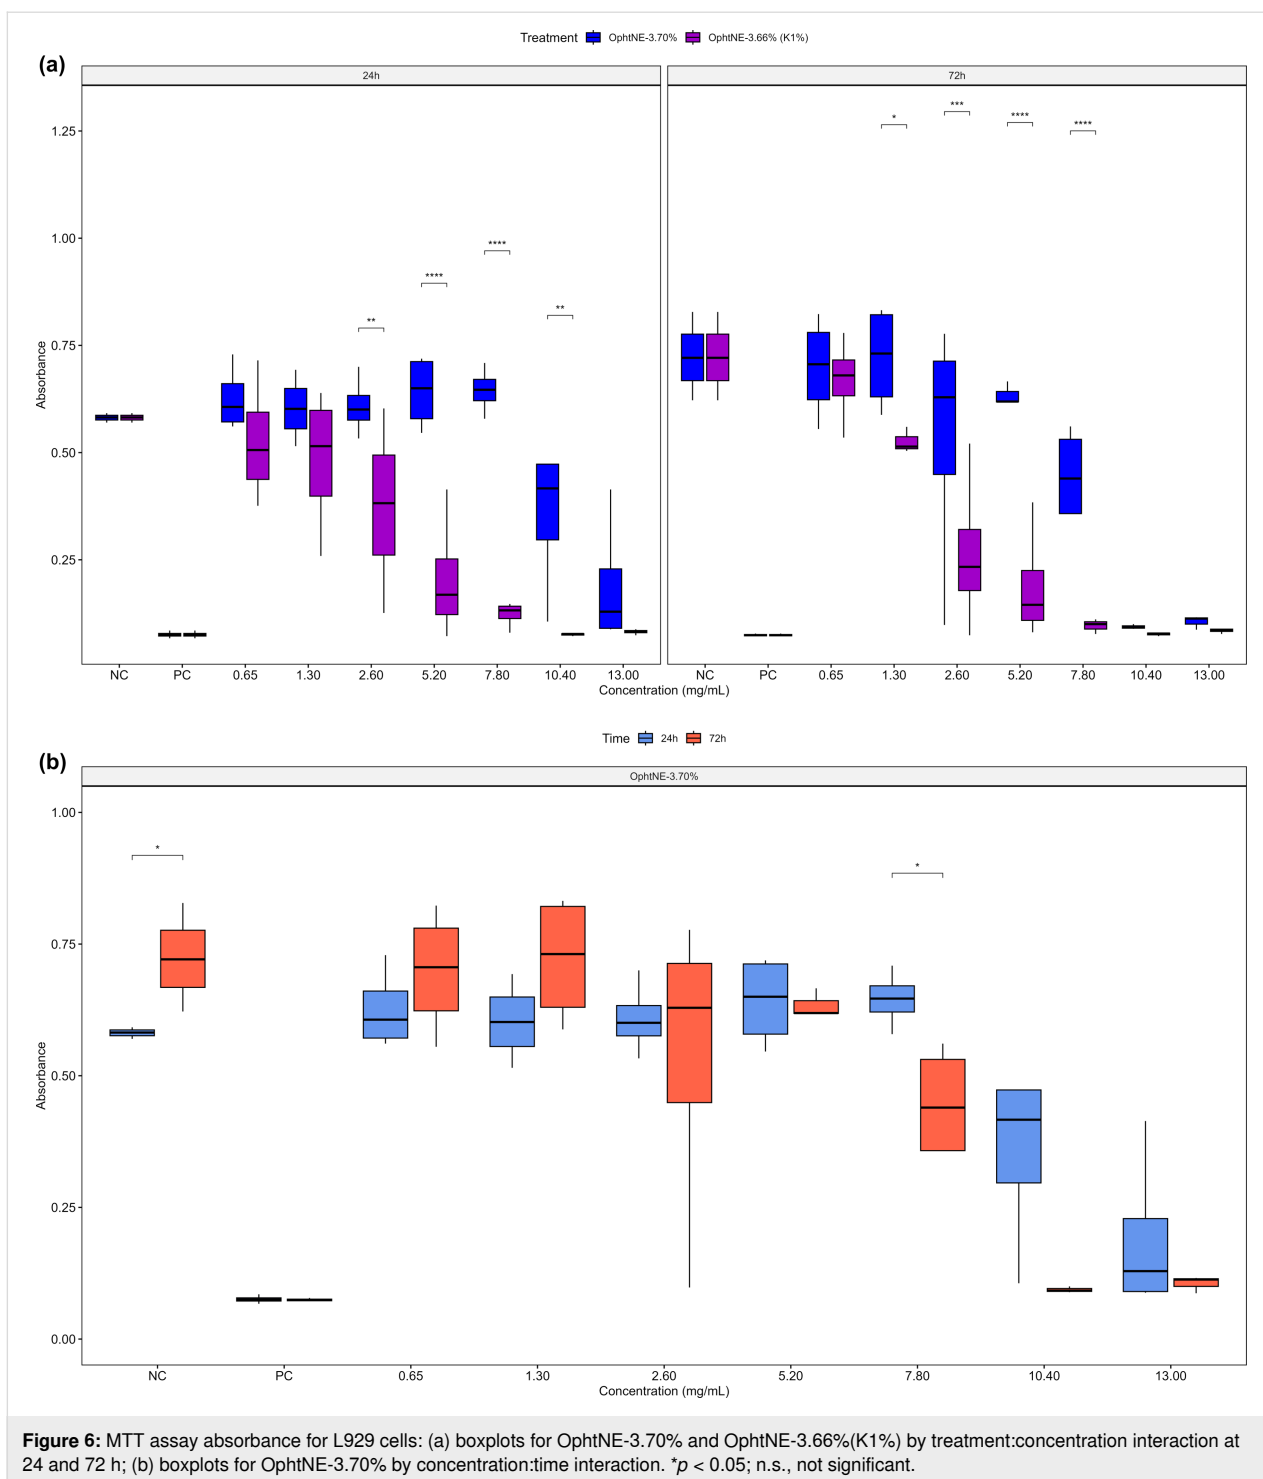 Treatment OphtNE-3.70% OphtNE-3.66% (K1%)
(a)
24h 72h
Absorbance
1.25
1.00
0.75
0.50
0.25
* *** **** ****
** **** **** **
NC PC 0.65 1.30 2.60 5.20 7.80 10.40 13.00 NC PC 0.65 1.30 2.60 5.20 7.80 10.40 13.00
Concentration (mg/mL)
Time 24h 72h
(b)
OphtNE-3.70%
Absorbance
1.00
0.75
0.50
0.25
0.00
* *
NC PC 0.65 1.30 2.60 5.20 7.80 10.40 13.00
Concentration (mg/mL)
Figure 6: MTT assay absorbance for L929 cells: (a) boxplots for OphtNE-3.70% and OphtNE-3.66%(K1%) by treatment:concentration interaction at
24 and 72 h; (b) boxplots for OphtNE-3.70% by concentration:time interaction. *p < 0.05; n.s., not significant.